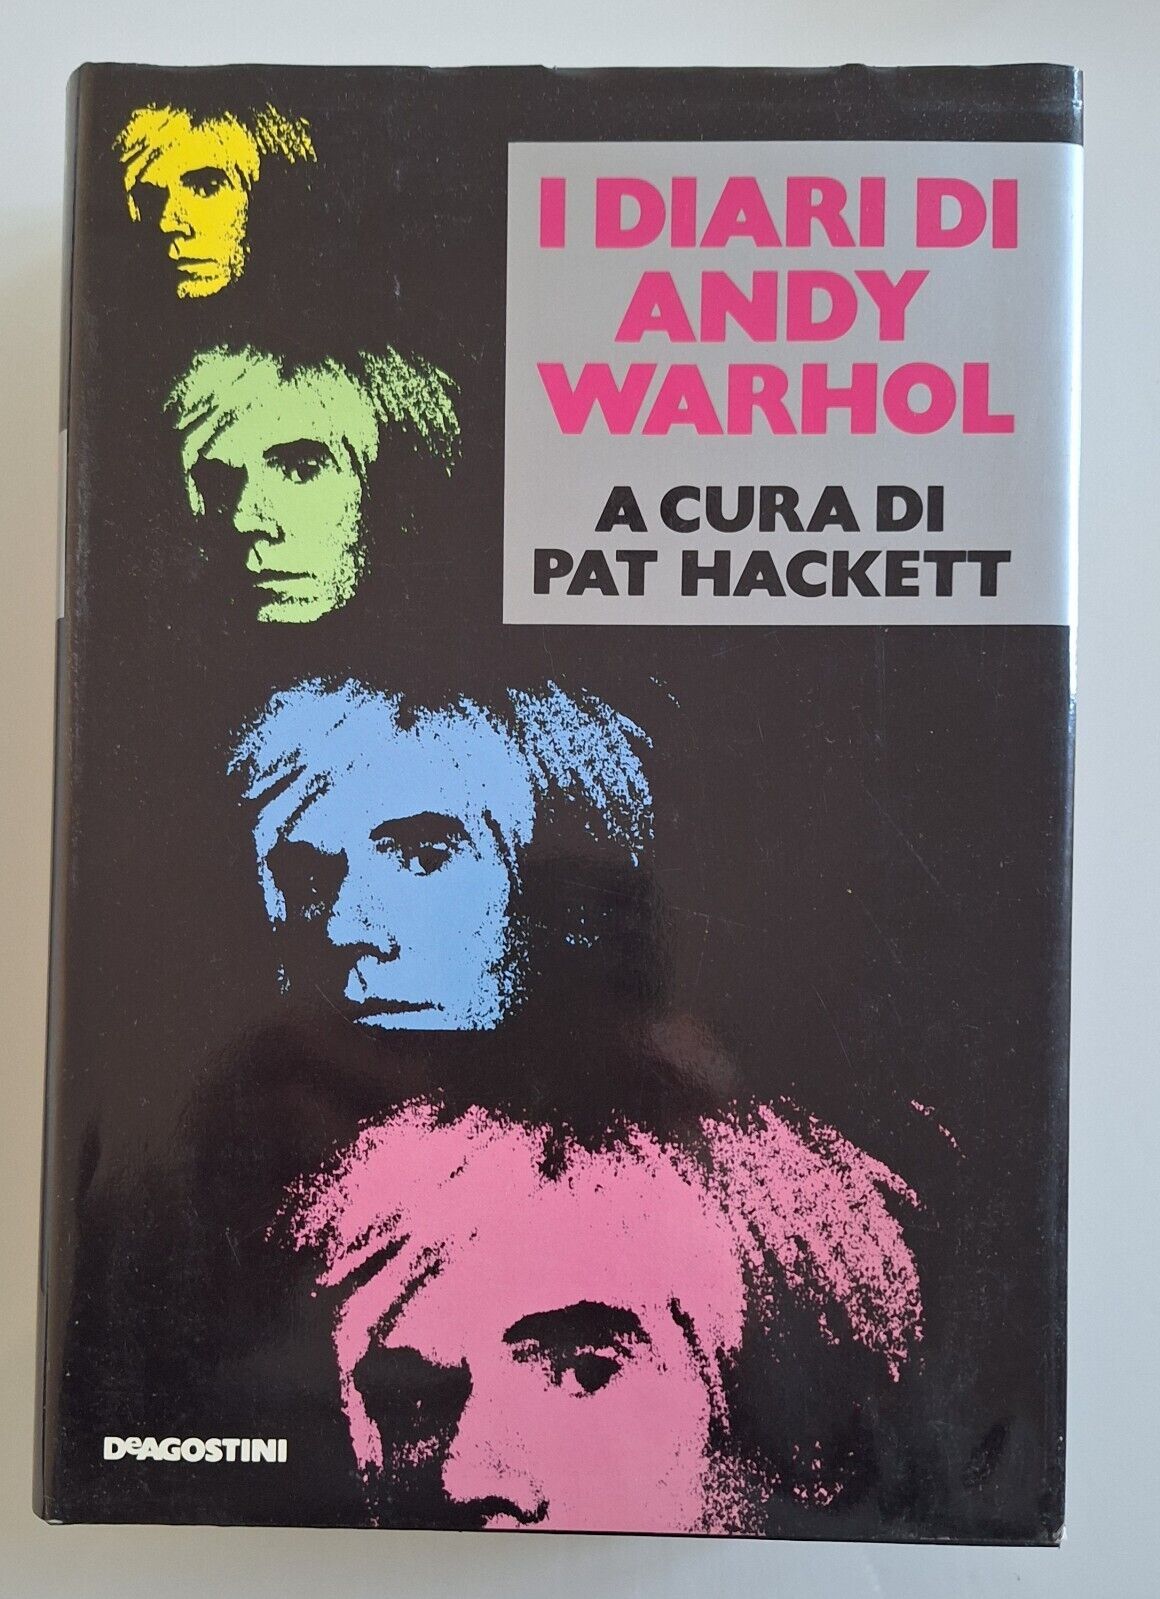 I DIARI DI
ANDY
WARHOL
A CURA DI
PAT HACKETT
DeAGOSTINI